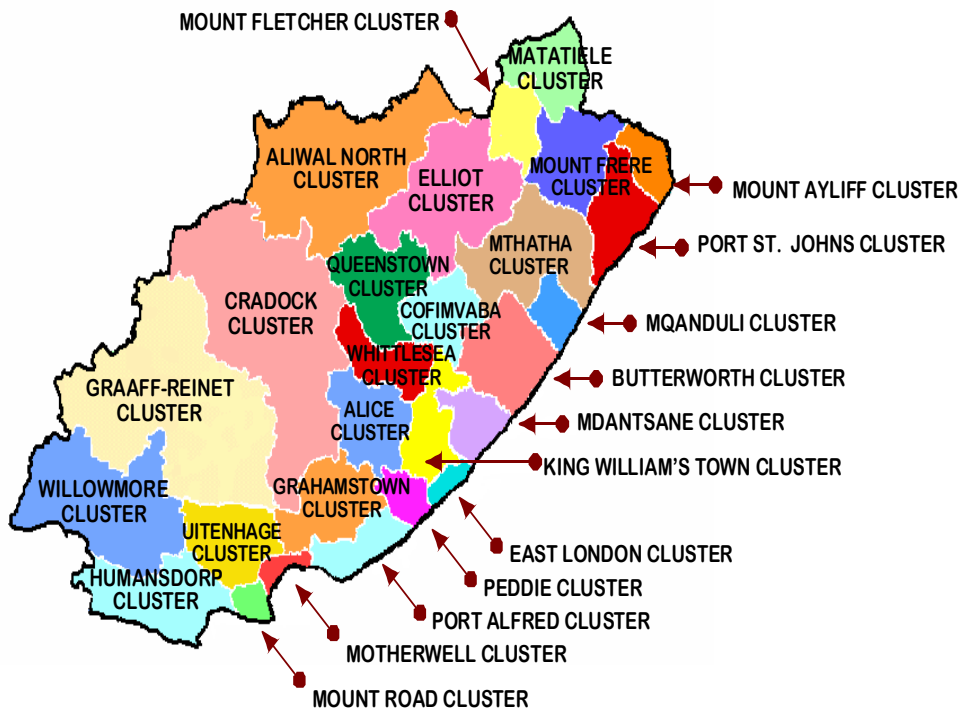 MOUNT FLETCHER CLUSTER
MATATIELE
CLUSTER
ALIWAL NORTH
CLUSTER
ELLIOT
CLUSTER
MOUNT FRERE
CLUSTER
MOUNT AYLIFF CLUSTER
PORT ST. JOHNS CLUSTER
MTHATHA
CLUSTER
QUEENSTOWN
CLUSTER
CRADOCK
CLUSTER
COFIMVABA
CLUSTER
MQANDULI CLUSTER
WHITTLESEA
CLUSTER
BUTTERWORTH CLUSTER
GRAAFF-REINET
CLUSTER
ALICE
CLUSTER
MDANTSANE CLUSTER
KING WILLIAM'S TOWN CLUSTER
WILLOWMORE
CLUSTER
GRAHAMSTOWN
CLUSTER
UITENHAGE
CLUSTER
EAST LONDON CLUSTER
HUMANSDORP
CLUSTER
PEDDIE CLUSTER
PORT ALFRED CLUSTER
MOTHERWELL CLUSTER
MOUNT ROAD CLUSTER